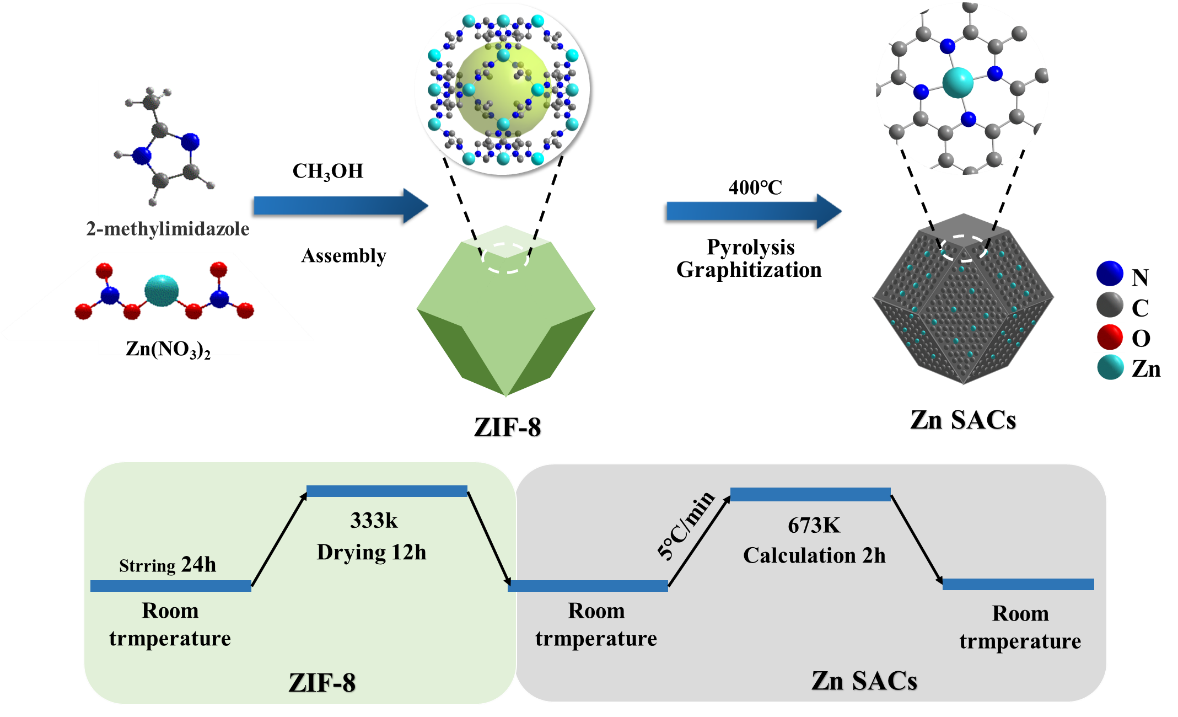 2-methylimidazole
Zn(NO₃)₂
CH₃OH
Assembly
ZIF-8
400℃
Pyrolysis
Graphitization
Zn SACs
N
C
O
Zn
Strring 24h
Room
trmperature
333k
Drying 12h
ZIF-8
Room
trmperature
5℃/min
673K
Calculation 2h
Room
trmperature
Zn SACs